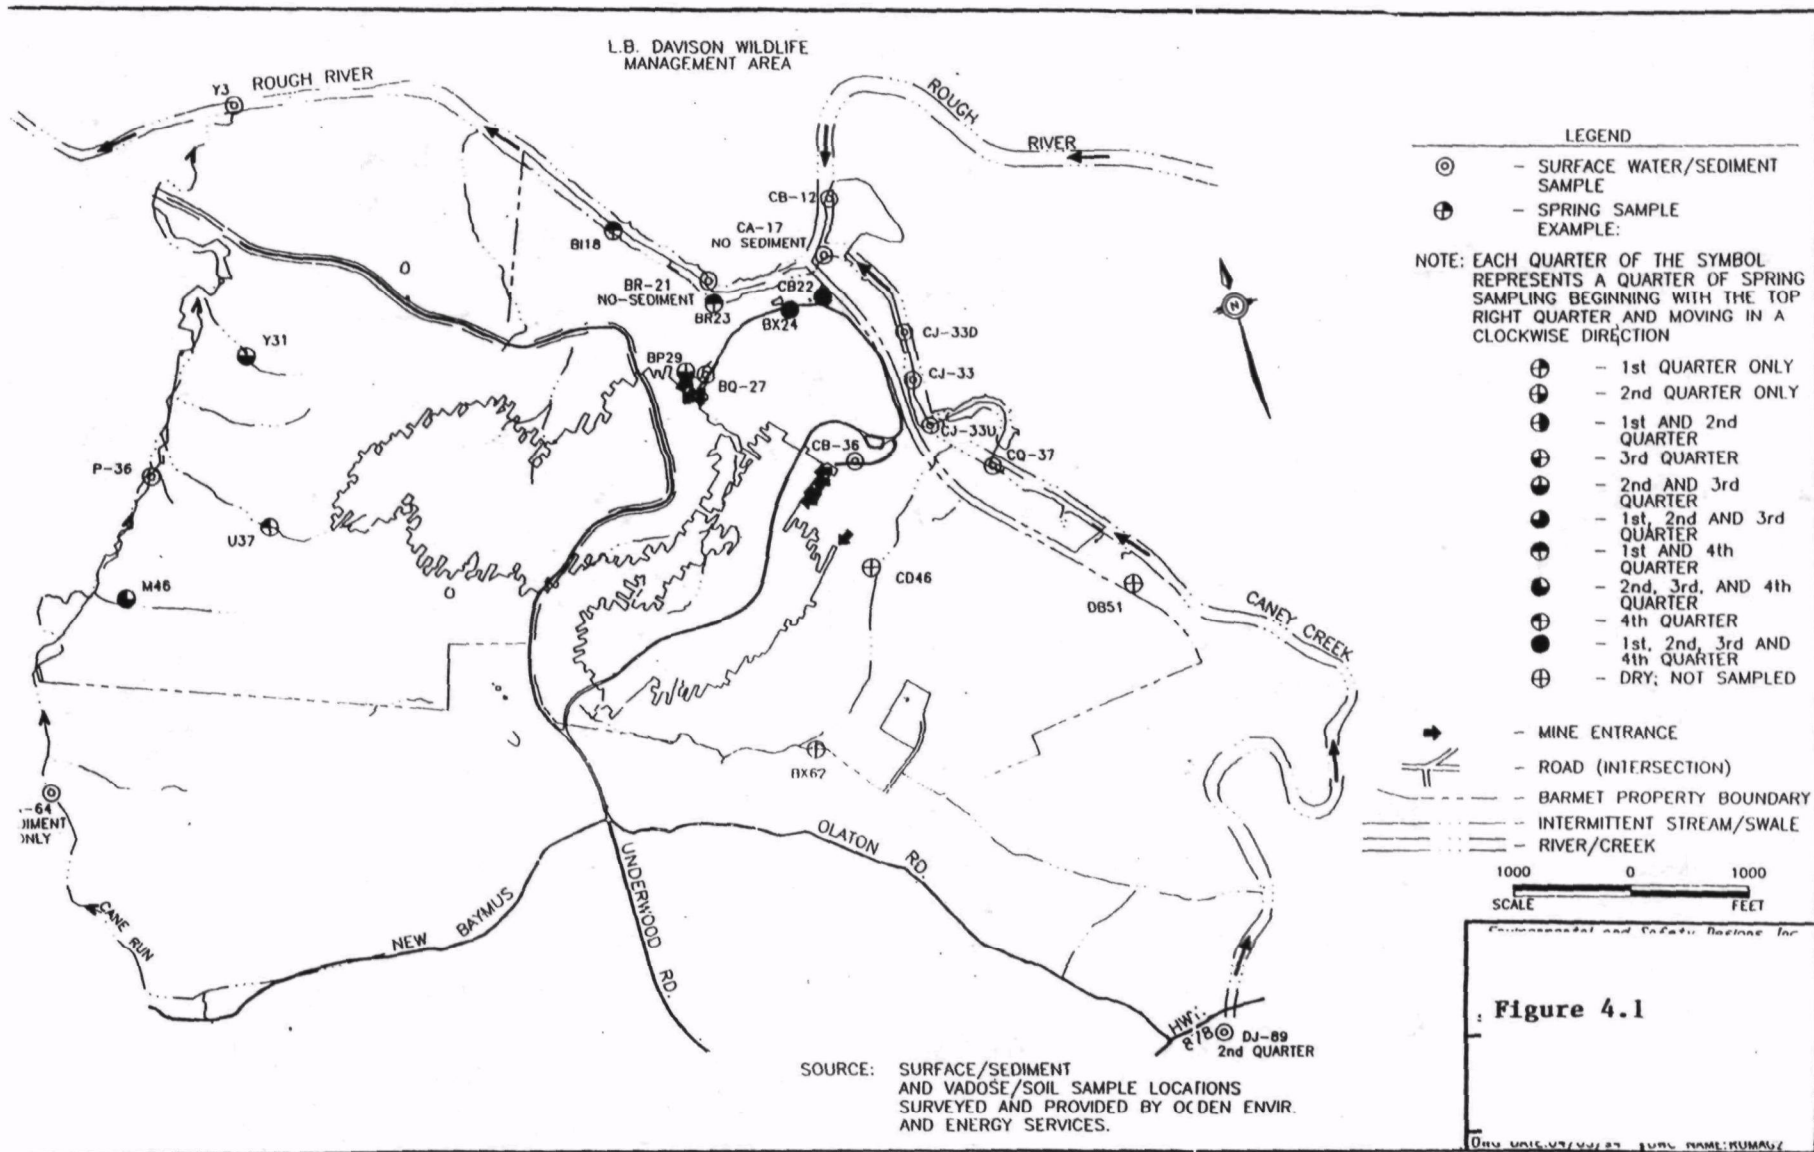 L.B. DAVISON WILDLIFE
MANAGEMENT AREA
Y3
ROUGH RIVER
ROUGH
RIVER
CB-12
CA-17
NO SEDIMENT
BI18
BR-21
NO-SEDIMENT
CB22
BR23
BX24
CJ-33D
Y31
BP29
BQ-27
CJ-33
CJ-33U
CB-36
CQ-37
P-36
U37
M46
CD46
DB51
CANEY CREEK
BX62
-64
ONLY
CANE RUN
NEW
BAYMUS
UNDERWOOD
RD.
OLATON
RD.
HWY.
878
DJ-89
2nd QUARTER
SOURCE: SURFACE/SEDIMENT
AND VADOSE/SOIL SAMPLE LOCATIONS
SURVEYED AND PROVIDED BY OGDEN ENVIR.
AND ENERGY SERVICES.
LEGEND
- SURFACE WATER/SEDIMENT
SAMPLE
- SPRING SAMPLE
EXAMPLE:
NOTE: EACH QUARTER OF THE SYMBOL
REPRESENTS A QUARTER OF SPRING
SAMPLING BEGINNING WITH THE TOP
RIGHT QUARTER AND MOVING IN A
CLOCKWISE DIRECTION
N
- 1st QUARTER ONLY
- 2nd QUARTER ONLY
- 1st AND 2nd
QUARTER
- 3rd QUARTER
- 2nd AND 3rd
QUARTER
- 1st, 2nd AND 3rd
QUARTER
- 1st AND 4th
QUARTER
- 2nd, 3rd, AND 4th
QUARTER
- 4th QUARTER
- 1st, 2nd, 3rd AND
4th QUARTER
- DRY; NOT SAMPLED
- MINE ENTRANCE
- ROAD (INTERSECTION)
- BARMET PROPERTY BOUNDARY
- INTERMITTENT STREAM/SWALE
- RIVER/CREEK
1000 0 1000
SCALE FEET
Environmental and Safety Designs Inc
Figure 4.1